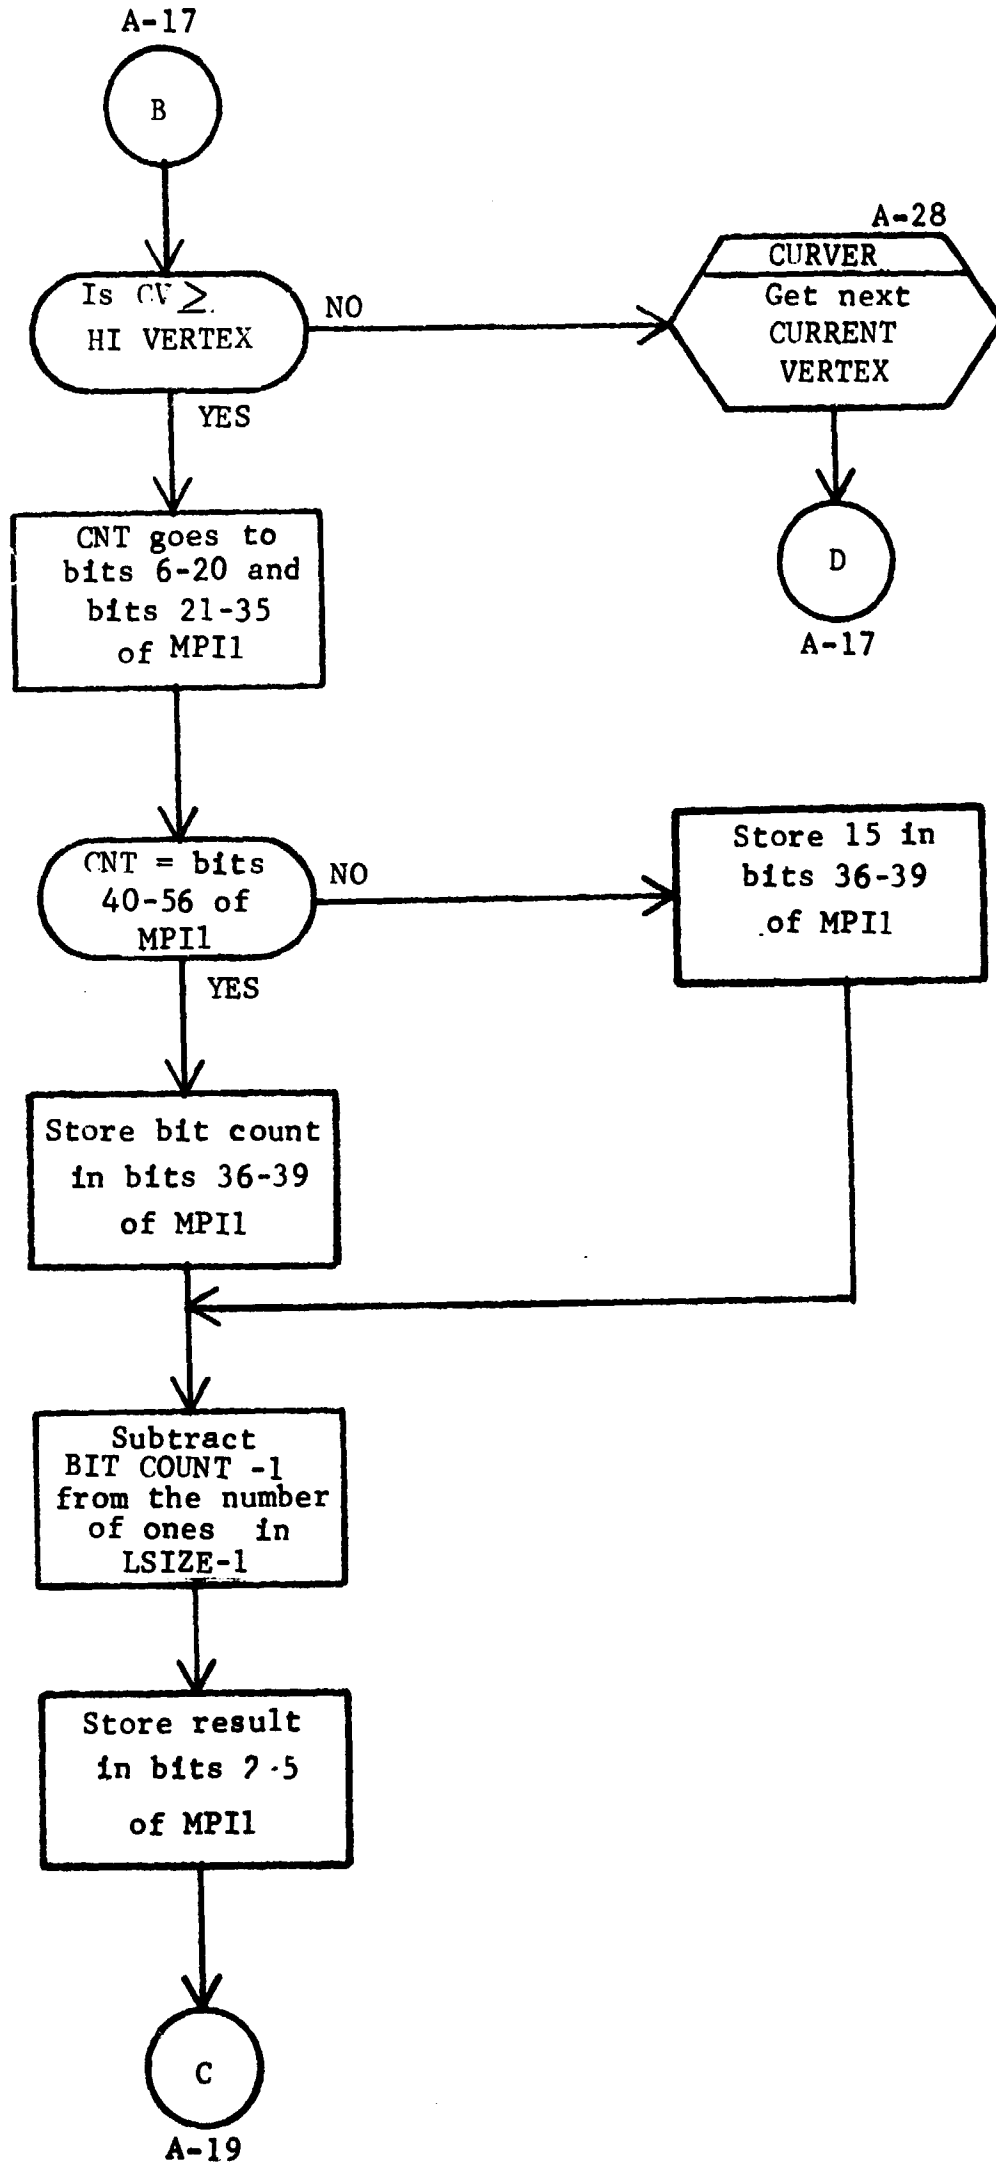 A-17
B
Is CV ≥
HI VERTEX
NO
YES
A-28
CURVER
Get next
CURRENT
VERTEX
D
A-17
CNT goes to
bits 6-20 and
bits 21-35
of MPI1
CNT = bits
40-56 of
MPI1
NO
YES
Store 15 in
bits 36-39
of MPI1
Store bit count
in bits 36-39
of MPI1
Subtract
BIT COUNT -1
from the number
of ones in
LSIZE-1
Store result
in bits 2-5
of MPI1
C
A-19